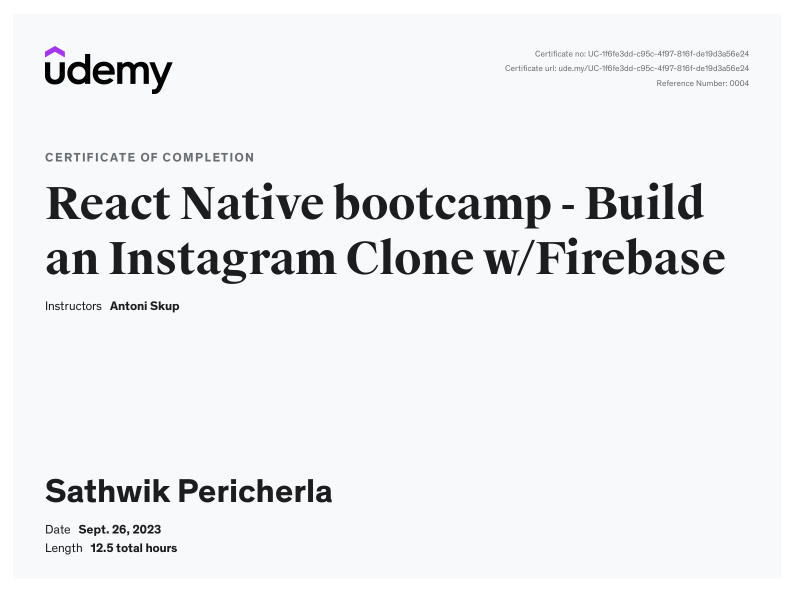 udemy
Certificate no: UC-1f6fe3dd-c95c-4f97-816f-de19d3a56e24
Certificate url: ude.my/UC-1f6fe3dd-c95c-4f97-816f-de19d3a56e24
Reference Number: 0004
CERTIFICATE OF COMPLETION
React Native bootcamp - Build
an Instagram Clone w/Firebase
Instructors Antoni Skup
Sathwik Pericherla
Date Sept. 26, 2023
Length 12.5 total hours